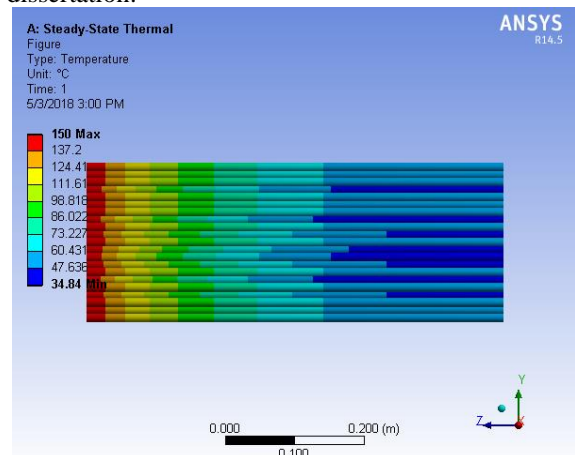 dissertation.
A: Steady-State Thermal
Figure
Type: Temperature
Unit: °C
Time: 1
5/3/2018 3:00 PM
ANSYS
R14.5
150 Max
137.2
124.41
111.61
98.818
86.022
73.227
60.431
47.636
34.84 Min
Y
Z
X
0.000
0.200 (m)
0.100